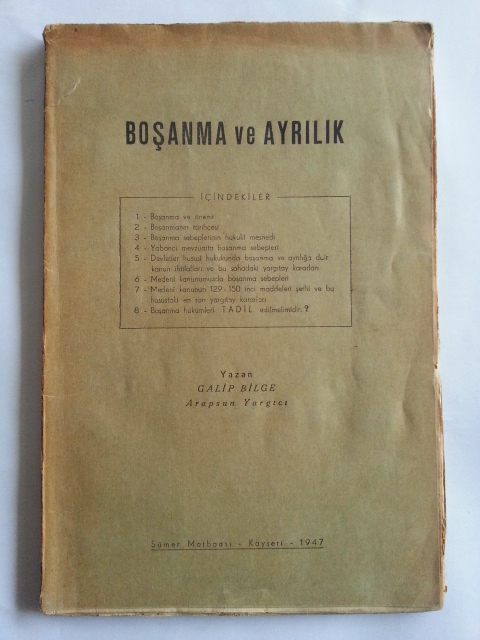 BOŞANMA ve AYRILIK
İÇİNDEKİLER
1 - Boşanma ve önemi
2 - Boşanmanın tarihçesi
3 - Boşanma sebeplerinin hukukî mesnedi
4 - Yabancı mevzuatta boşanma sebepleri
5 - Devletler hususî hukukunda boşanma ve ayrılığa dair
kanun ihtilâfları ve bu sahadaki yargıtay kararları
6 - Medenî kanunumuzda boşanma sebepleri
7 - Medenî kanunun 129-150 inci maddeleri şerhi ve bu
husustaki en son yargıtay kararları
8 - Boşanma hükümleri TADİL edilmelimidir. ?
Yazan
GALİP BİLGE
Arapsun Yargıcı
Sümer Matbaası - Kayseri - 1947